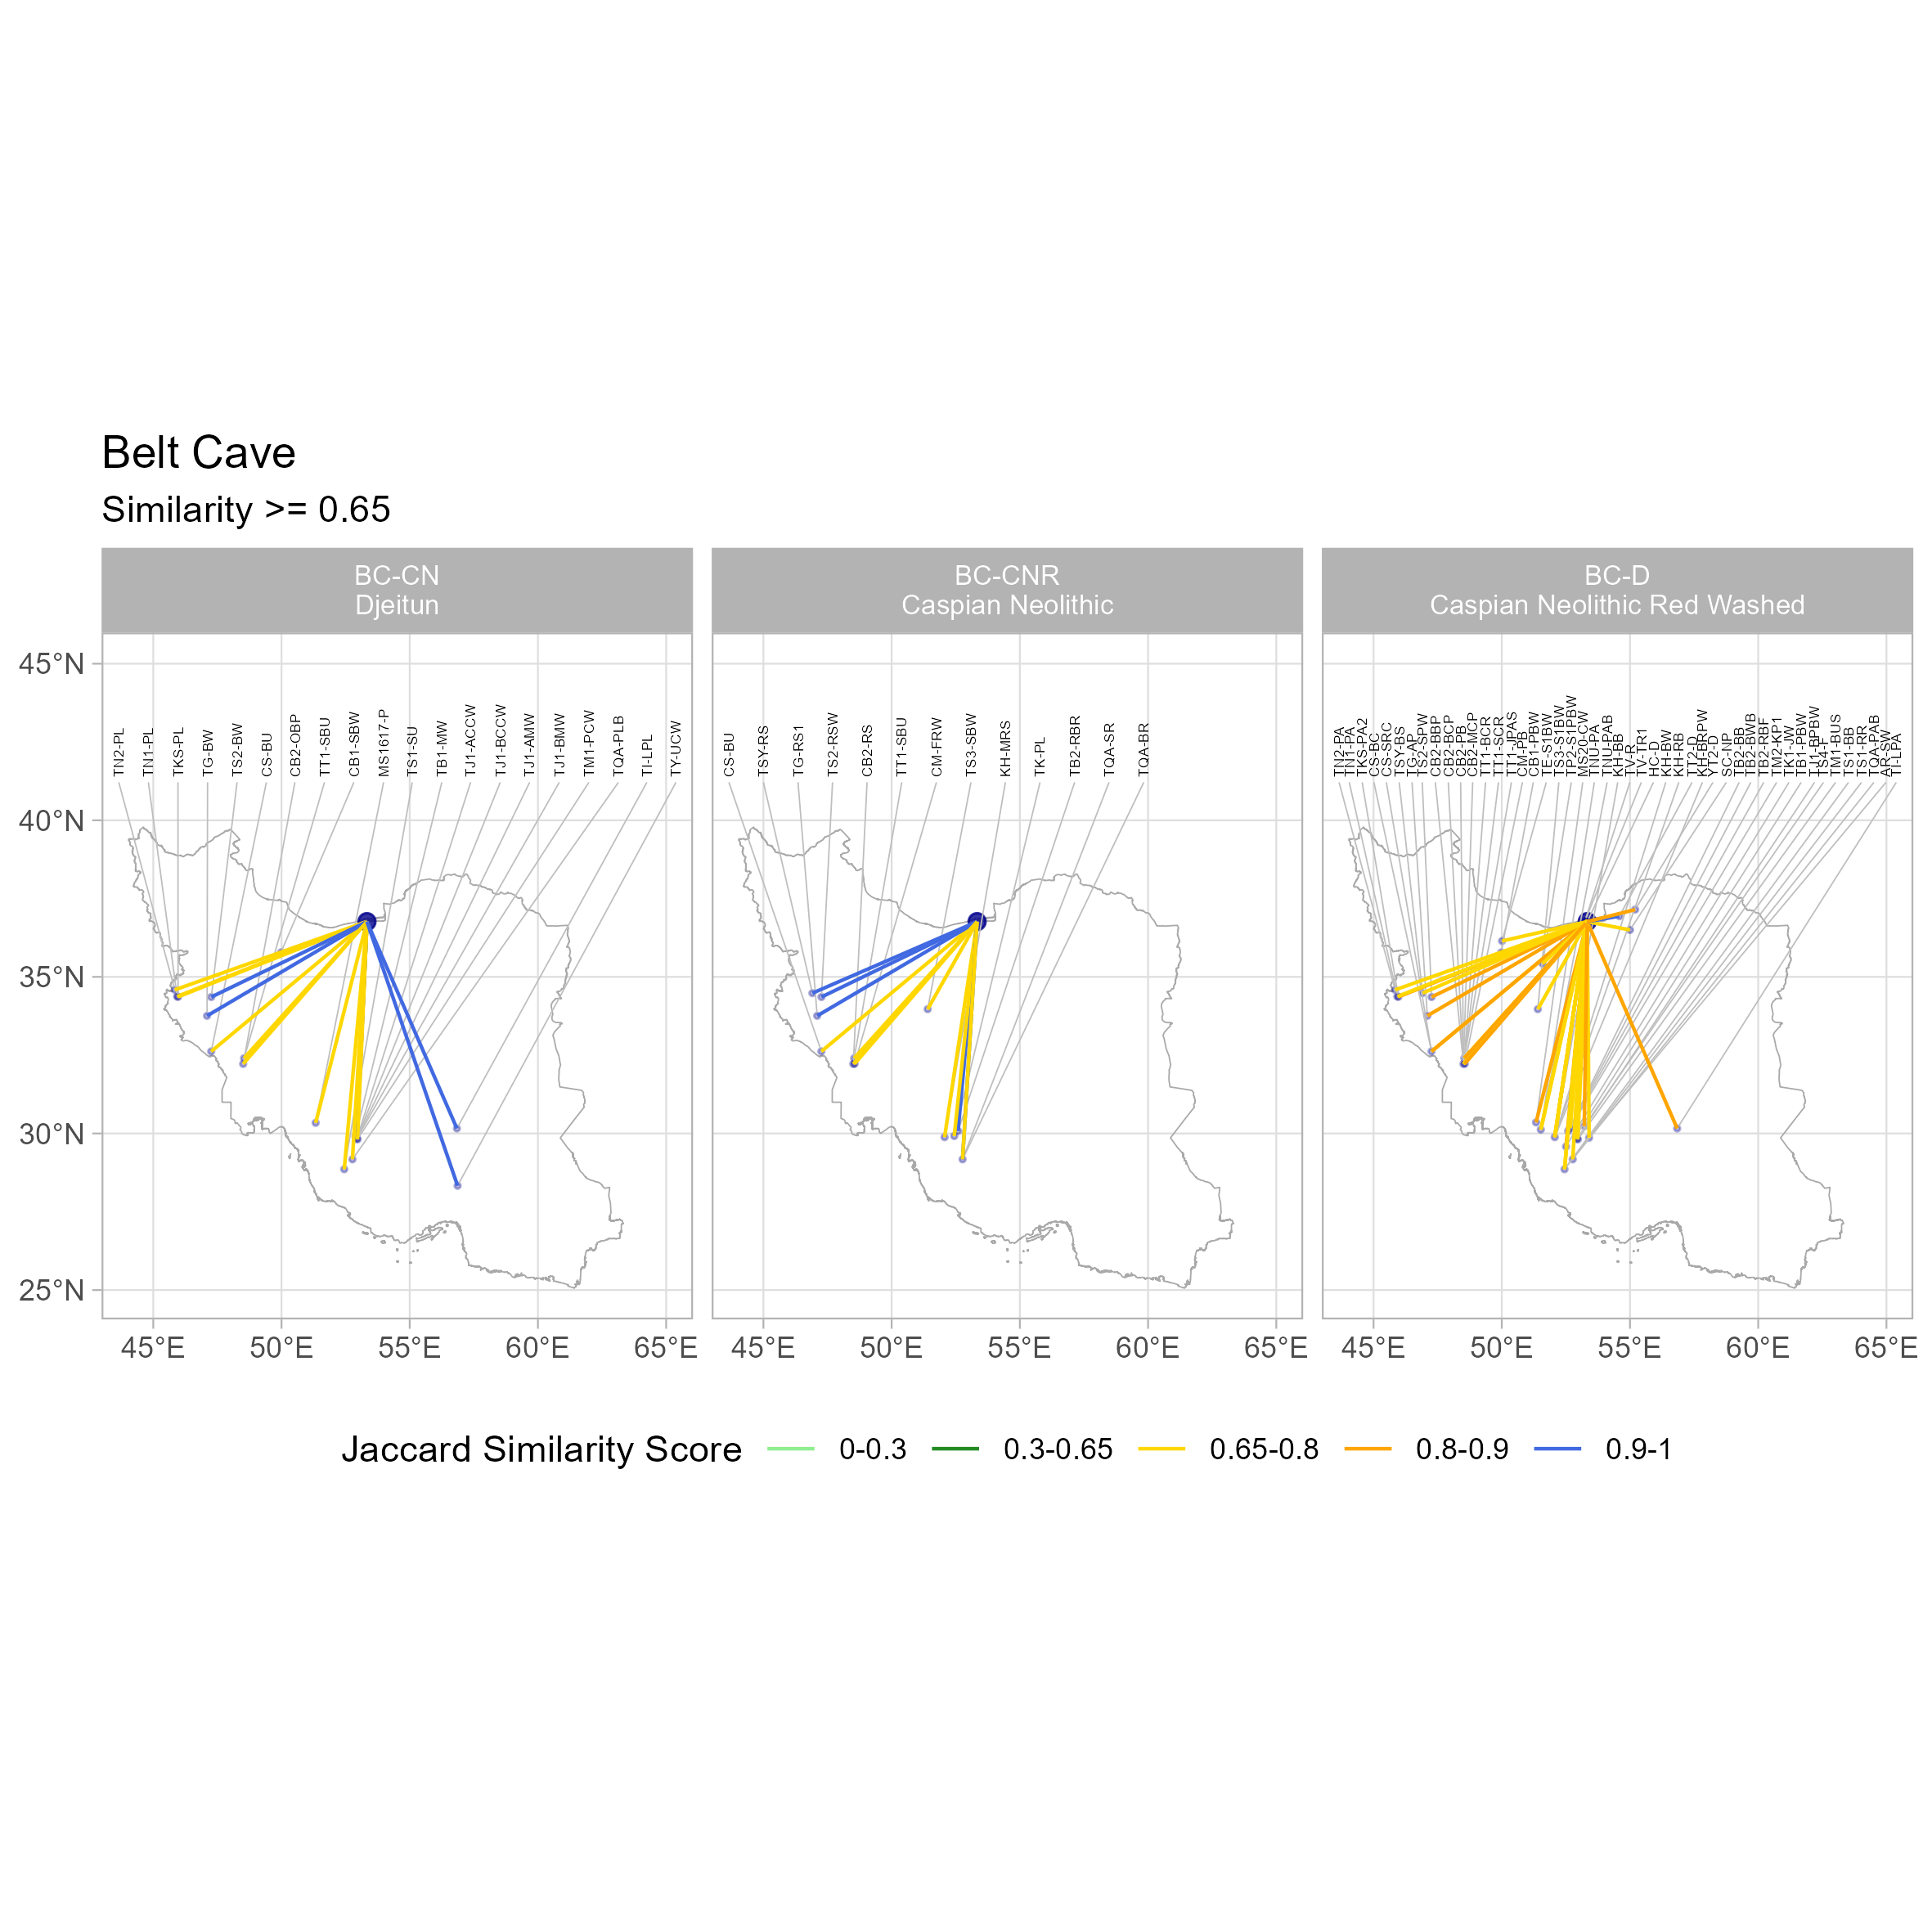 Belt Cave
Similarity >= 0.65
BC-CN
Djeitun
BC-CNR
Caspian Neolithic
BC-D
Caspian Neolithic Red Washed
45°N
40°N
35°N
30°N
25°N
TN2-PL
TN1-PL
TKS-PL
TG-BW
TS2-BW
CS-BU
CB2-OBP
TT1-SBU
CB1-SBW
MS1617-P
TS1-SU
TB1-MW
TJ1-ACCW
TJ1-BCCW
TJ1-AMW
TJ1-BMW
TM1-PCW
TQA-PLB
TI-LPL
TY-UCW
CS-BU
TSY-RS
TG-RS1
TS2-RSW
CB2-RS
TT1-SBU
CM-FRW
TS3-SBW
KH-MRS
TK-PL
TB2-RBR
TQA-SR
TQA-BR
TN2-PA
TN1-PA
TKS-PA2
CS-BC
CS-SRC
TSY-BS
TG-AP
TS2-SPW
CB2-BBP
CB2-BCP
CB2-PB
CB2-MCP
TT1-BCR
TT1-SCR
TT1-JPAS
CM-PB
CB1-PBW
TE-S1BW
TS3-S1BW
TP2-S1PBW
MS20-CW
TNU-PA
TNU-PAB
KH-BB
TV-R
TV-TR1
HC-D
KH-BW
KH-RB
TT2-D
KH-BRPW
YT2-D
SC-NP
TB2-BB
TB2-BWB
TB2-PBF
TM2-KP1
TK1-JW
TB1-PBW
TJ1-BPBW
TS4-F
TM1-BUS
TS1-BB
TS1-RR
TQA-PAB
AR-SW
TI-LPA
45°E 50°E 55°E 60°E 65°E
45°E 50°E 55°E 60°E 65°E
45°E 50°E 55°E 60°E 65°E
Jaccard Similarity Score 0-0.3 0.3-0.65 0.65-0.8 0.8-0.9 0.9-1